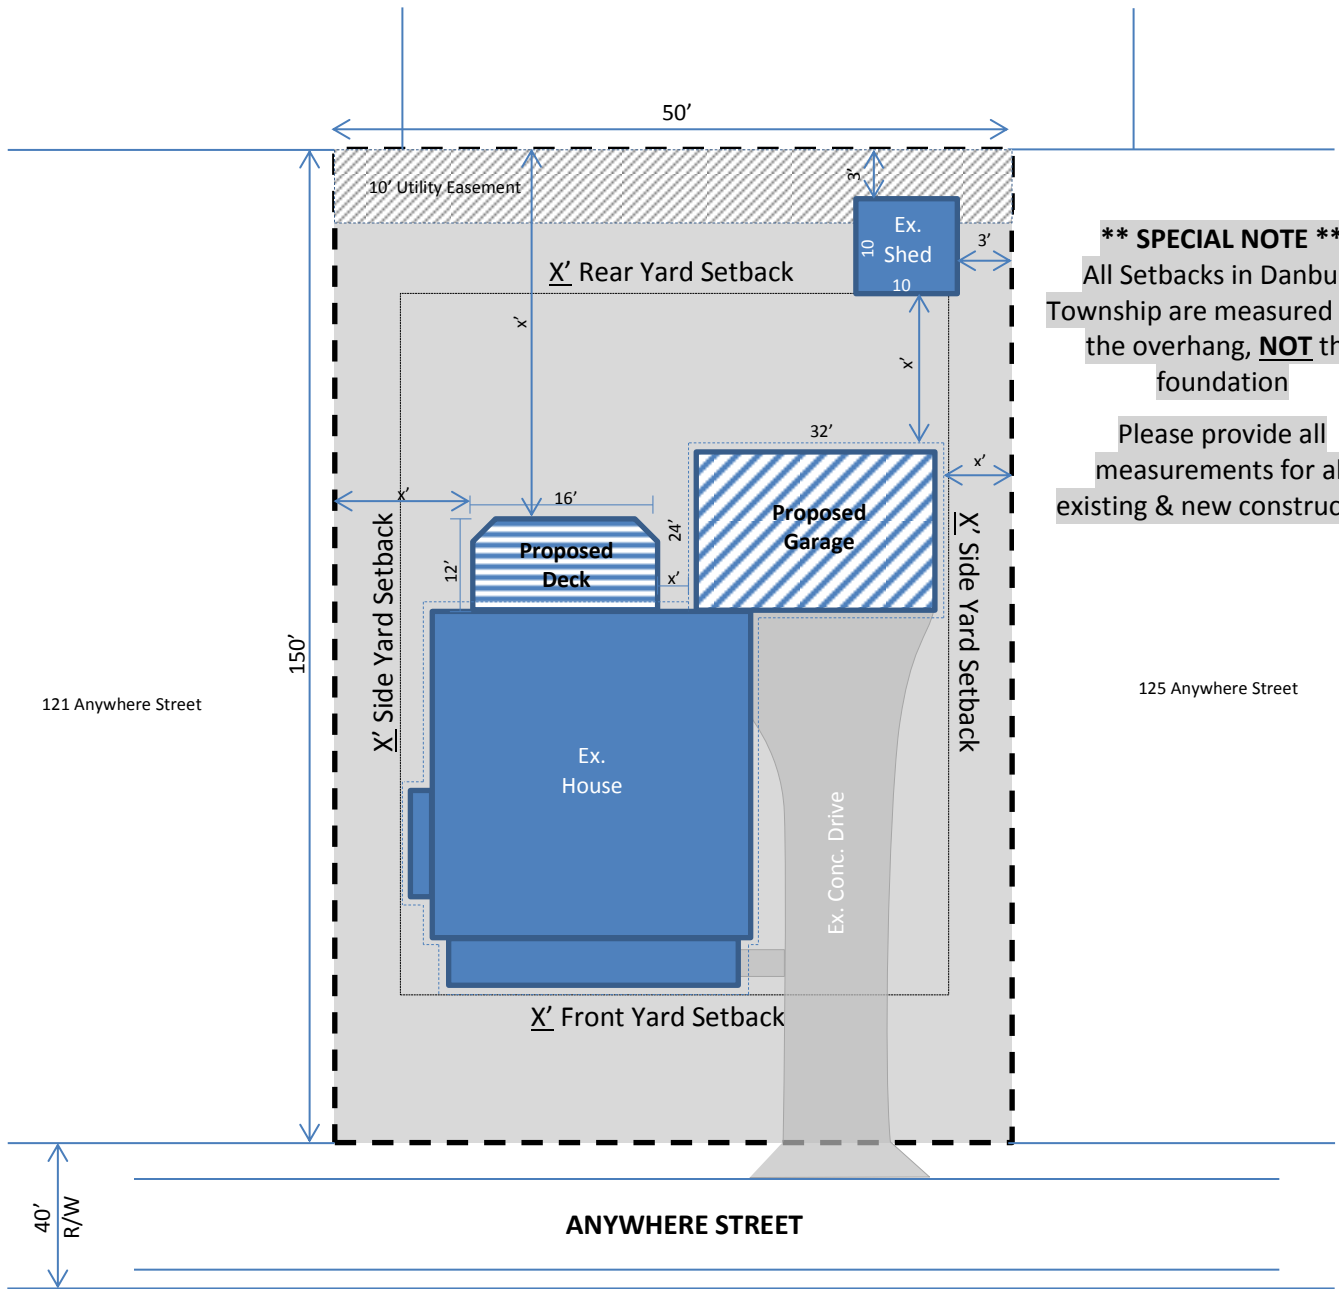 50'
10' Utility Easement
3'
Ex.
Shed
10
10
3'
** SPECIAL NOTE **
All Setbacks in Danbu
Township are measured
the overhang, NOT th
foundation
Please provide all
measurements for al
existing & new construc
X' Rear Yard Setback
x'
x'
32'
x'
x'
16'
24'
12'
Proposed
Deck
x'
Proposed
Garage
X' Side Yard Setback
X' Side Yard Setback
150'
121 Anywhere Street
125 Anywhere Street
Ex.
House
Ex. Conc. Drive
X' Front Yard Setback
40'
R/W
ANYWHERE STREET